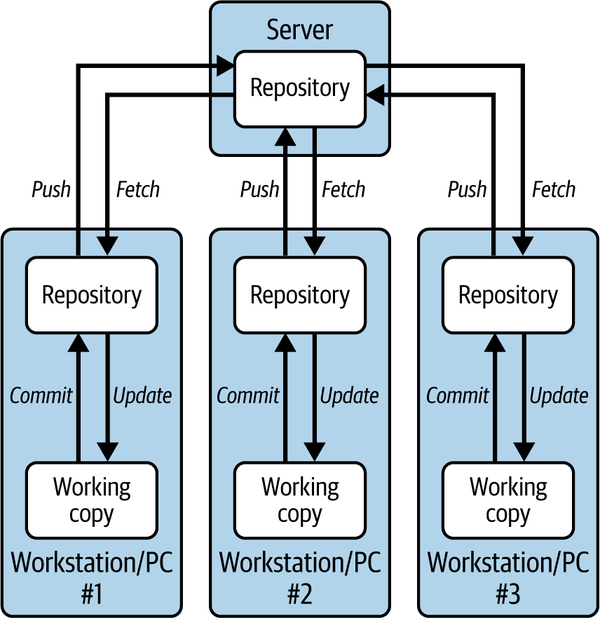 Server
Repository
Push
Fetch
Push
Fetch
Push
Fetch
Repository
Repository
Repository
Commit
Update
Commit
Update
Commit
Update
Working
copy
Working
copy
Working
copy
Workstation/PC
#1
Workstation/PC
#2
Workstation/PC
#3